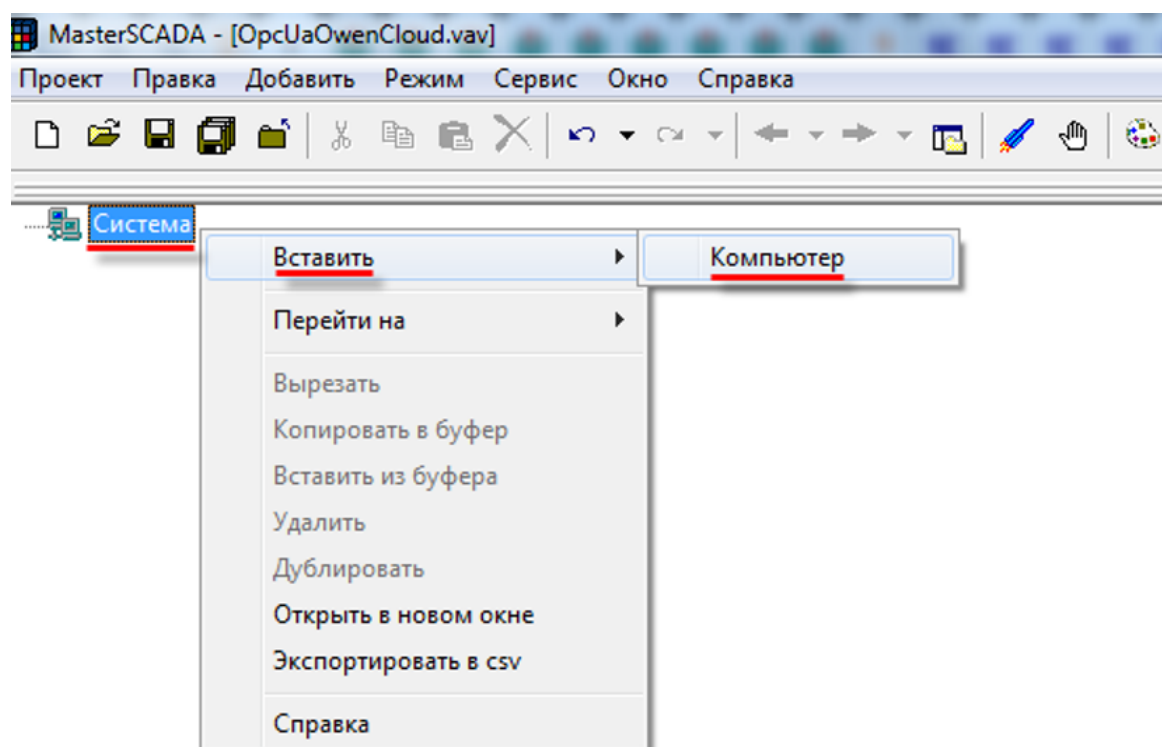 MasterSCADA - [OpcUaOwenCloud.vav]
Проект Правка Добавить Режим Сервис Окно Справка
Система
Вставить Компьютер
Перейти на
Вырезать
Копировать в буфер
Вставить из буфера
Удалить
Дублировать
Открыть в новом окне
Экспортировать в csv
Справка